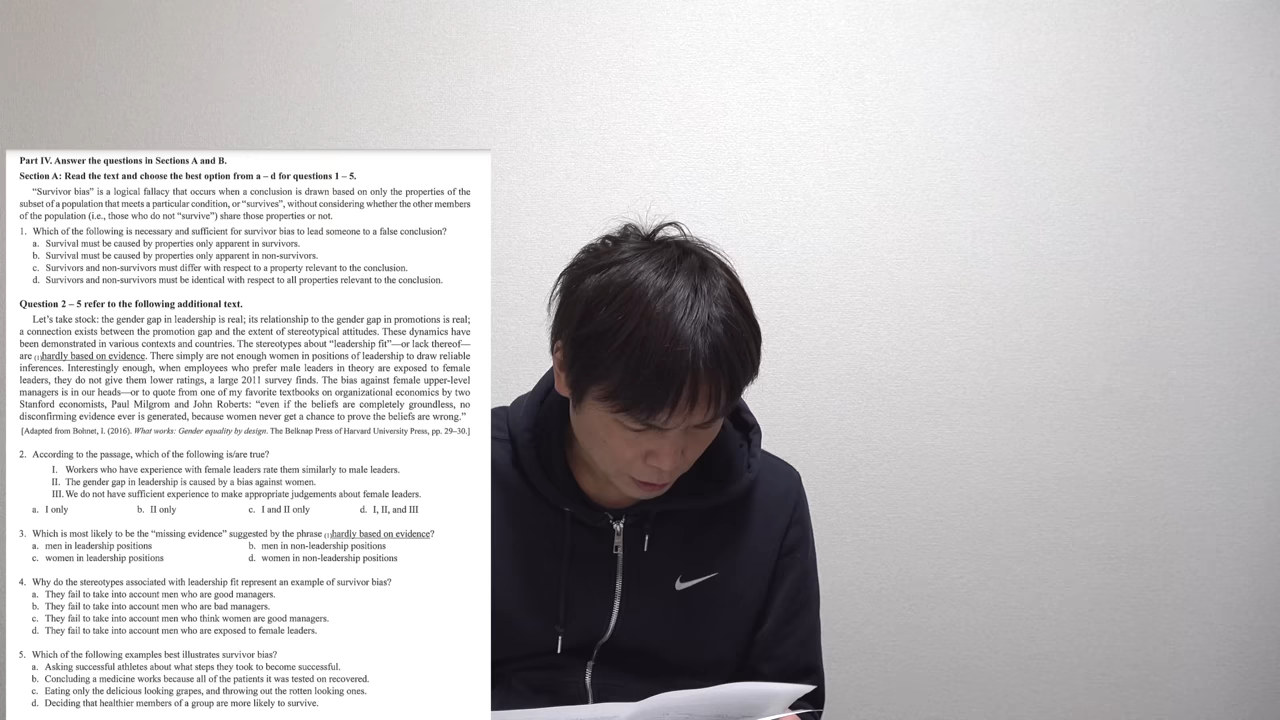 Part IV. Answer the questions in Sections A and B.
Section A: Read the text and choose the best option from a – d for questions 1 – 5.
“Survivor bias” is a logical fallacy that occurs when a conclusion is drawn based on only the properties of the
subset of a population that meets a particular condition, or “survives”, without considering whether the other members
of the population (i.e., those who do not “survive”) share those properties or not.
1. Which of the following is necessary and sufficient for survivor bias to lead someone to a false conclusion?
a. Survival must be caused by properties only apparent in survivors.
b. Survival must be caused by properties only apparent in non-survivors.
c. Survivors and non-survivors must differ with respect to a property relevant to the conclusion.
d. Survivors and non-survivors must be identical with respect to all properties relevant to the conclusion.
Question 2 – 5 refer to the following additional text.
Let’s take stock: the gender gap in leadership is real; its relationship to the gender gap in promotions is real;
a connection exists between the promotion gap and the extent of stereotypical attitudes. These dynamics have
been demonstrated in various contexts and countries. The stereotypes about “leadership fit”—or lack thereof—
are (1)hardly based on evidence. There simply are not enough women in positions of leadership to draw reliable
inferences. Interestingly enough, when employees who prefer male leaders in theory are exposed to female
leaders, they do not give them lower ratings, a large 2011 survey finds. The bias against female upper-level
managers is in our heads—or to quote from one of my favorite textbooks on organizational economics by two
Stanford economists, Paul Milgrom and John Roberts: “even if the beliefs are completely groundless, no
disconfirming evidence ever is generated, because women never get a chance to prove the beliefs are wrong.”
[Adapted from Bohnet, I. (2016). What works: Gender equality by design. The Belknap Press of Harvard University Press, pp. 29–30.]
2. According to the passage, which of the following is/are true?
I. Workers who have experience with female leaders rate them similarly to male leaders.
II. The gender gap in leadership is caused by a bias against women.
III. We do not have sufficient experience to make appropriate judgements about female leaders.
a. I only b. II only c. I and II only d. I, II, and III
3. Which is most likely to be the “missing evidence” suggested by the phrase (1)hardly based on evidence?
a. men in leadership positions b. men in non-leadership positions
c. women in leadership positions d. women in non-leadership positions
4. Why do the stereotypes associated with leadership fit represent an example of survivor bias?
a. They fail to take into account men who are good managers.
b. They fail to take into account men who are bad managers.
c. They fail to take into account men who think women are good managers.
d. They fail to take into account men who are exposed to female leaders.
5. Which of the following examples best illustrates survivor bias?
a. Asking successful athletes about what steps they took to become successful.
b. Concluding a medicine works because all of the patients it was tested on recovered.
c. Eating only the delicious looking grapes, and throwing out the rotten looking ones.
d. Deciding that healthier members of a group are more likely to survive.